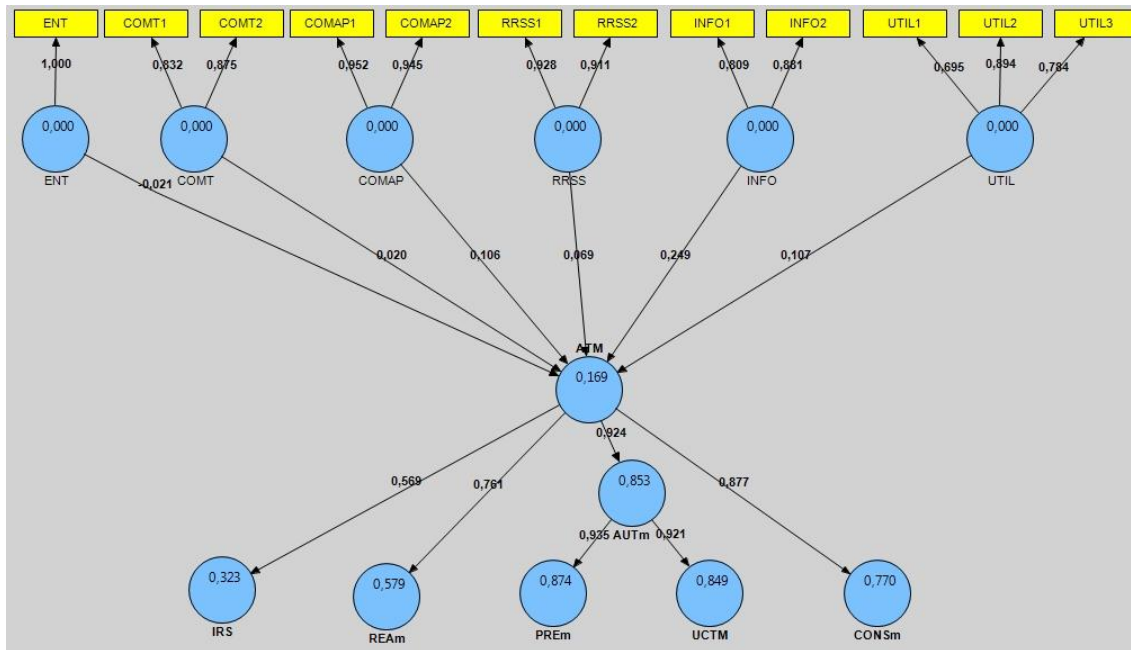 ENT COMT1 COMT2 COMAP1 COMAP2 RRSS1 RRSS2 INFO1 INFO2 UTIL1 UTIL2 UTIL3
1,000 0,832 0,875 0,952 0,945 0,928 0,911 0,809 0,881 0,695 0,894 0,784
0,000 0,000 0,000 0,000 0,000 0,000
ENT COMT COMAP RRSS INFO UTIL
-0,021
0,020 0,106 0,069 0,249 0,107
ATM
0,169
0,924
0,569 0,761 0,853 0,877
0,935 AUTm 0,921
0,323 0,579 0,874 0,849 0,770
IRS REAm PREm UCTM CONSm